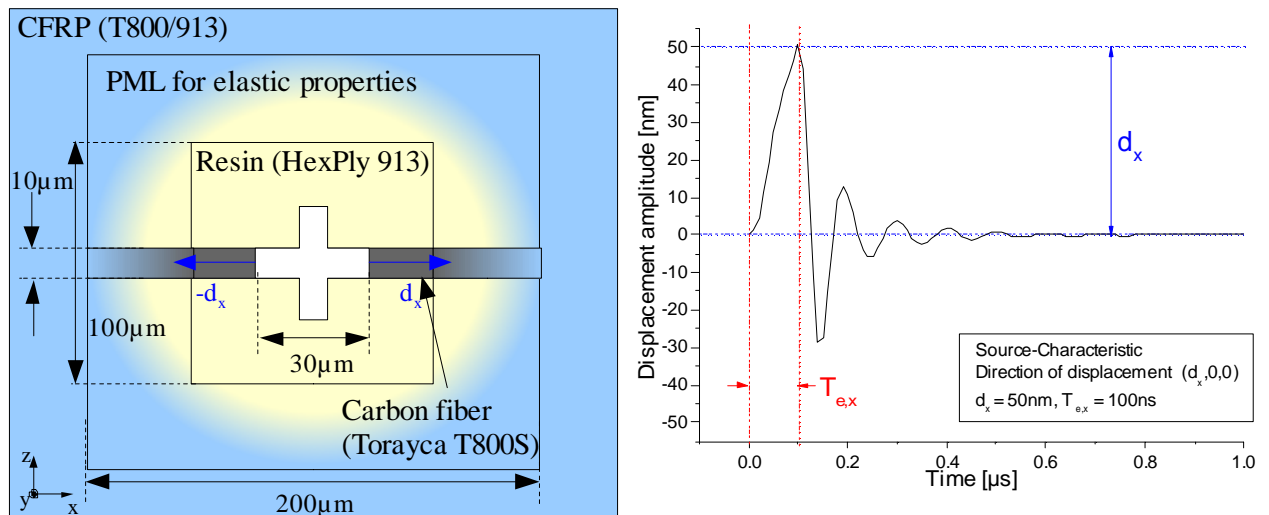 CFRP (T800/913)
PML for elastic properties
Resin (HexPly 913)
10µm
-dₓ
dₓ
100µm
30µm
Carbon fiber
(Torayca T800S)
z
y
x
200µm
Displacement amplitude [nm]
50
40
30
20
10
0
-10
-20
-30
-40
-50
dₓ
Tₑ,ₓ
Source-Characteristic
Direction of displacement (dₓ,0,0)
dₓ = 50nm, Tₑ,ₓ = 100ns
0.0
0.2
0.4
0.6
0.8
1.0
Time [µs]